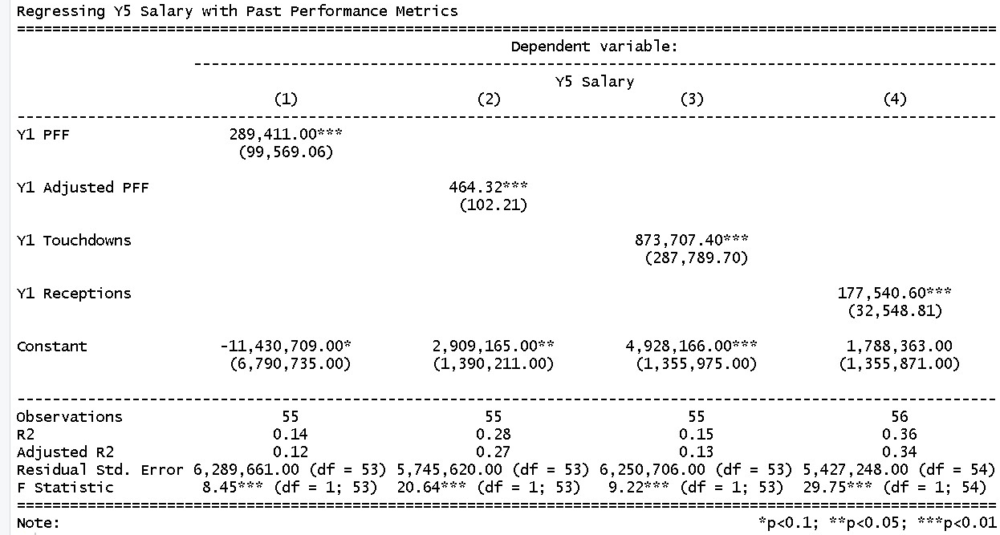 Regressing Y5 Salary with Past Performance Metrics
=================================================================================================================
Dependent variable:
--------------------------------------------------------------------------------------------
Y5 Salary
(1) (2) (3) (4)
-----------------------------------------------------------------------------------------------------------------
Y1 PFF 289,411.00***
(99,569.06)
Y1 Adjusted PFF 464.32***
(102.21)
Y1 Touchdowns 873,707.40***
(287,789.70)
Y1 Receptions 177,540.60***
(32,548.81)
Constant -11,430,709.00* 2,909,165.00** 4,928,166.00*** 1,788,363.00
(6,790,735.00) (1,390,211.00) (1,355,975.00) (1,355,871.00)
-----------------------------------------------------------------------------------------------------------------
Observations 55 55 55 56
R2 0.14 0.28 0.15 0.36
Adjusted R2 0.12 0.27 0.13 0.34
Residual Std. Error 6,289,661.00 (df = 53) 5,745,620.00 (df = 53) 6,250,706.00 (df = 53) 5,427,248.00 (df = 54)
F Statistic 8.45*** (df = 1; 53) 20.64*** (df = 1; 53) 9.22*** (df = 1; 53) 29.75*** (df = 1; 54)
=================================================================================================================
Note: *p<0.1; **p<0.05; ***p<0.01